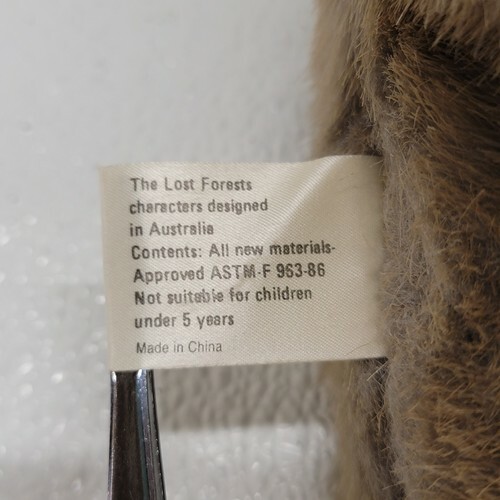 The Lost Forests
characters designed
in Australia
Contents: All new materials-
Approved ASTM-F 963-86
Not suitable for children
under 5 years
Made in China